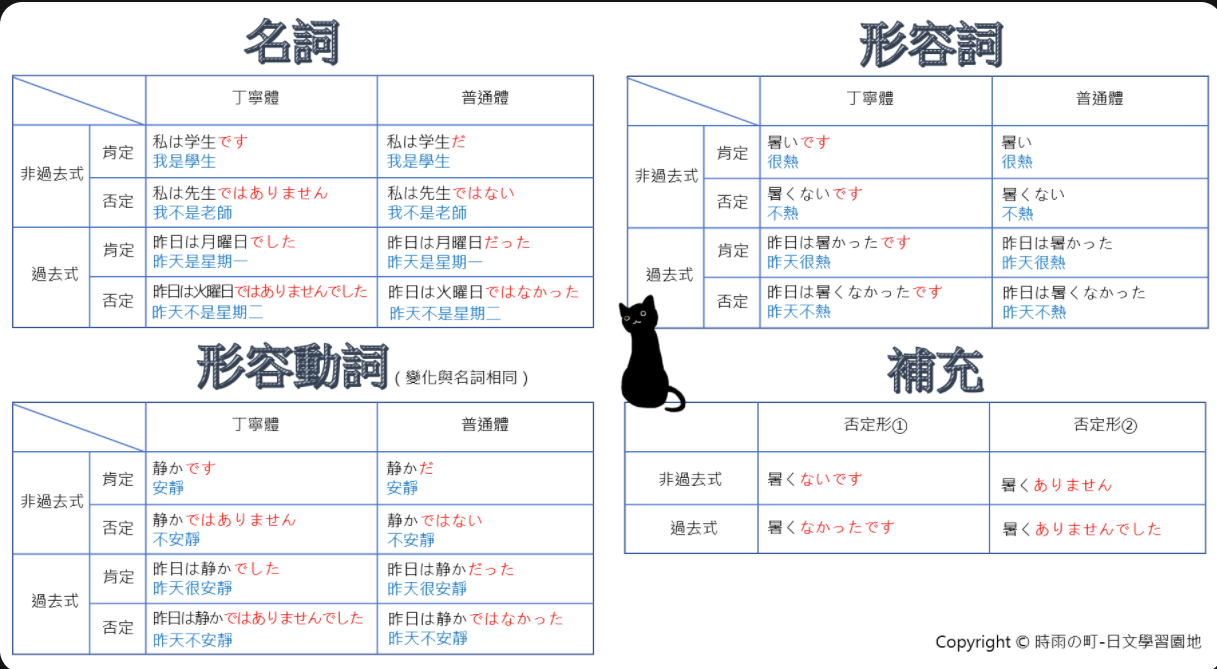 名詞
丁寧體
普通體
非過去式
肯定
私は学生です
我是學生
私は学生だ
我是學生
否定
私は先生ではありません
我不是老師
私は先生ではない
我不是老師
過去式
肯定
昨日は月曜日でした
昨天是星期一
昨日は月曜日だった
昨天是星期一
否定
昨日は火曜日ではありませんでした
昨天不是星期二
昨日は火曜日ではなかった
昨天不是星期二
形容詞
丁寧體
普通體
非過去式
肯定
暑いです
很熱
暑い
很熱
否定
暑くないです
不熱
暑くない
不熱
過去式
肯定
昨日は暑かったです
昨天很熱
昨日は暑かった
昨天很熱
否定
昨日は暑くなかったです
昨天不熱
昨日は暑くなかった
昨天不熱
形容動詞 ( 變化與名詞相同 )
丁寧體
普通體
非過去式
肯定
静かです
安靜
静かだ
安靜
否定
静かではありません
不安靜
静かではない
不安靜
過去式
肯定
昨日は静かでした
昨天很安靜
昨日は静かだった
昨天很安靜
否定
昨日は静かではありませんでした
昨天不安靜
昨日は静かではなかった
昨天不安靜
補充
否定形①
否定形②
非過去式
暑くないです
暑くありません
過去式
暑くなかったです
暑くありませんでした
Copyright © 時雨の町-日文學習園地